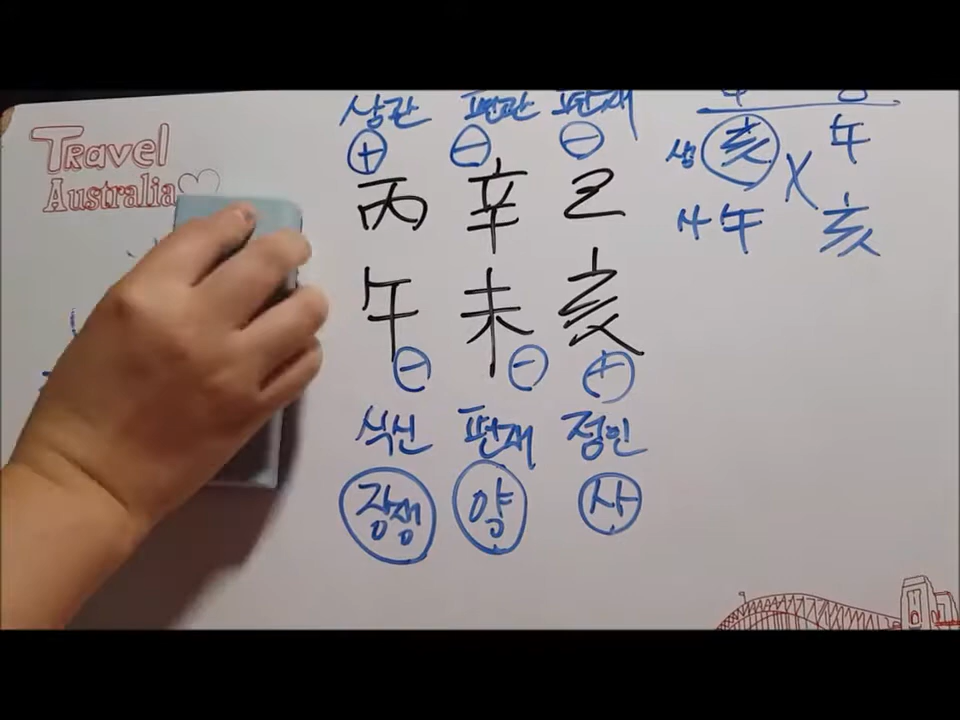 Travel
Australia
상관 편관 편재
+ − −
丙 辛 己
午 未 亥
− − +
식신 편재 정인
장생 양 사
생 亥 X 午
사 午 亥